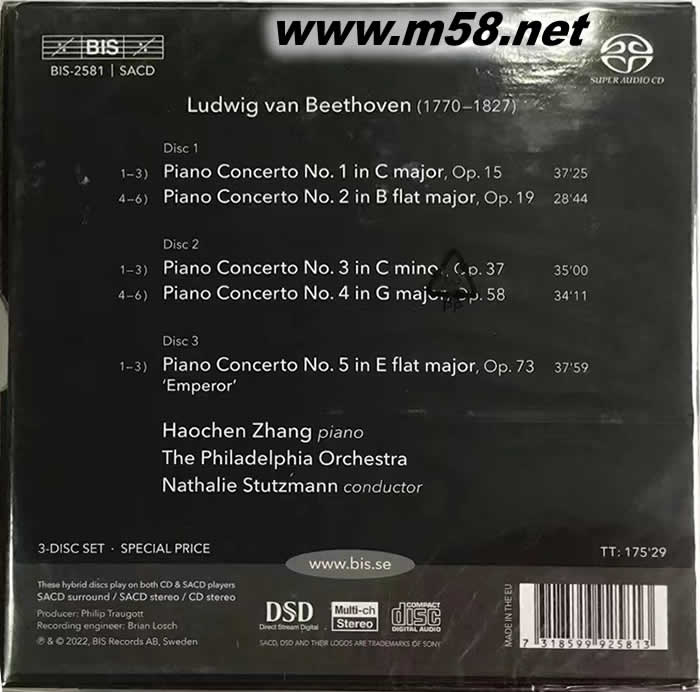 www.m58.net
BIS
BIS-2581 | SACD
SUPER AUDIO CD
Ludwig van Beethoven (1770–1827)
Disc 1
1–3) Piano Concerto No. 1 in C major, Op. 15 37'25
4–6) Piano Concerto No. 2 in B flat major, Op. 19 28'44
Disc 2
1–3) Piano Concerto No. 3 in C minor, Op. 37 35'00
4–6) Piano Concerto No. 4 in G major, Op. 58 34'11
PP
Disc 3
1–3) Piano Concerto No. 5 in E flat major, Op. 73 37'59
'Emperor'
Haochen Zhang piano
The Philadelphia Orchestra
Nathalie Stutzmann conductor
3-DISC SET · SPECIAL PRICE
TT: 175'29
www.bis.se
These hybrid discs play on both CD & SACD players
SACD surround / SACD stereo / CD stereo
Producer: Philip Traugott
Recording engineer: Brian Losch
℗ & © 2022, BIS Records AB, Sweden
DSD
Direct Stream Digital
Multi-ch
Stereo
COMPACT
disc
DIGITAL AUDIO
SACD, DSD AND THEIR LOGOS ARE TRADEMARKS OF SONY
MADE IN THE EU
7 318599 925813